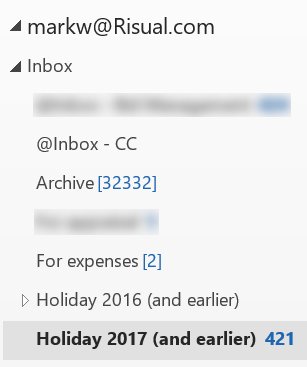 markw@Risual.com
Inbox
@Inbox - CC
Archive [32332]
For expenses [2]
Holiday 2016 (and earlier)
Holiday 2017 (and earlier) 421